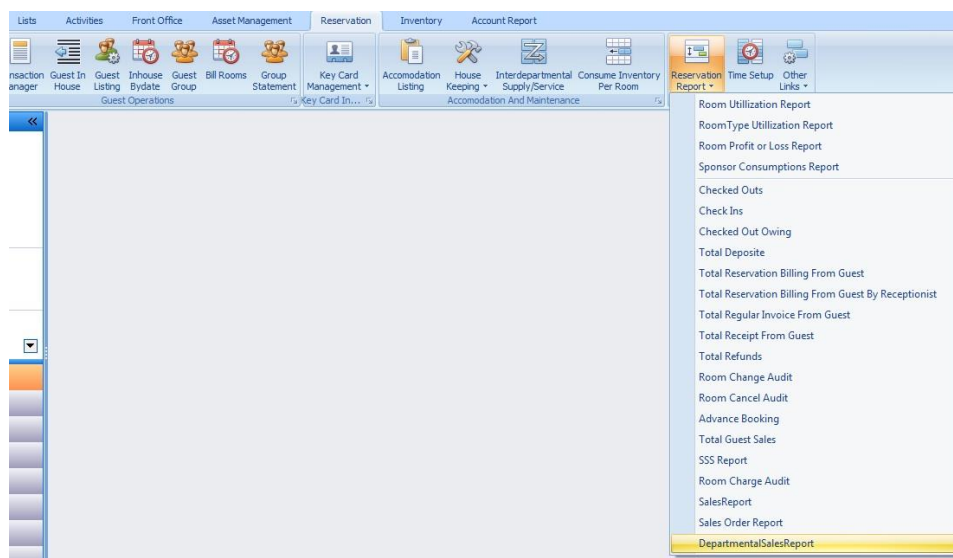 Lists Activities Front Office Asset Management Reservation Inventory Account Report
nsaction Guest In Guest Inhouse Guest Bill Rooms Group Key Card Accomodation House Interdepartmental Consume Inventory Reservation Time Setup Other
anager House Listing Bydate Group Statement Management Listing Keeping Supply/Service Per Room Report Links
Guest Operations Key Card In... Accomodation And Maintenance
Room Utillization Report
RoomType Utillization Report
Room Profit or Loss Report
Sponsor Consumptions Report
Checked Outs
Check Ins
Checked Out Owing
Total Deposite
Total Reservation Billing From Guest
Total Reservation Billing From Guest By Receptionist
Total Regular Invoice From Guest
Total Receipt From Guest
Total Refunds
Room Change Audit
Room Cancel Audit
Advance Booking
Total Guest Sales
SSS Report
Room Charge Audit
SalesReport
Sales Order Report
DepartmentalSalesReport